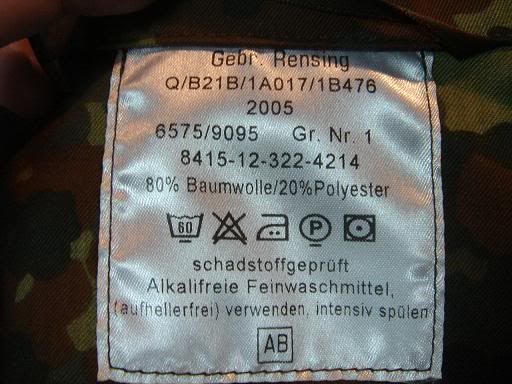 Gebr. Rensing
Q/B21B/1A017/1B476
2005
6575/9095 Gr. Nr. 1
8415-12-322-4214
80% Baumwolle/20%Polyester
60 P
schadstoffgeprüft
Alkalifreie Feinwaschmittel,
(aufhellerfrei) verwenden, intensiv spülen
AB